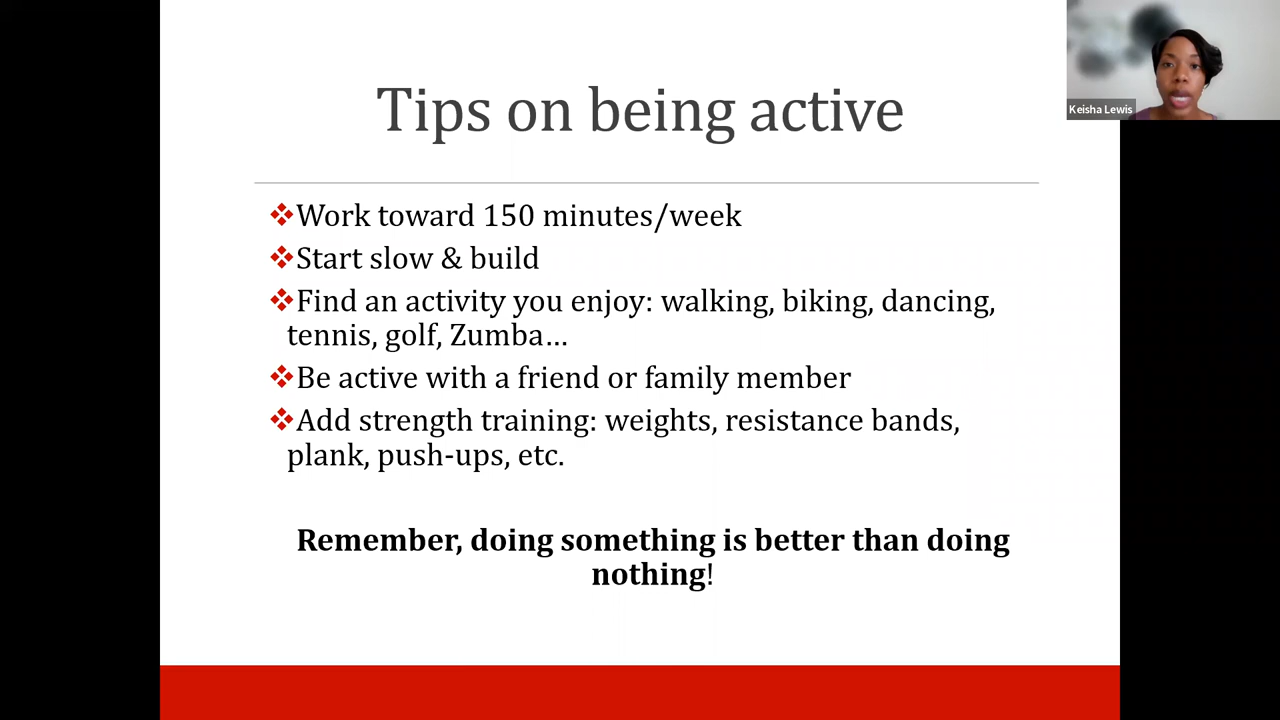 Tips on being active
Keisha Lewis
❖Work toward 150 minutes/week
❖Start slow & build
❖Find an activity you enjoy: walking, biking, dancing,
tennis, golf, Zumba…
❖Be active with a friend or family member
❖Add strength training: weights, resistance bands,
plank, push-ups, etc.
Remember, doing something is better than doing
nothing!